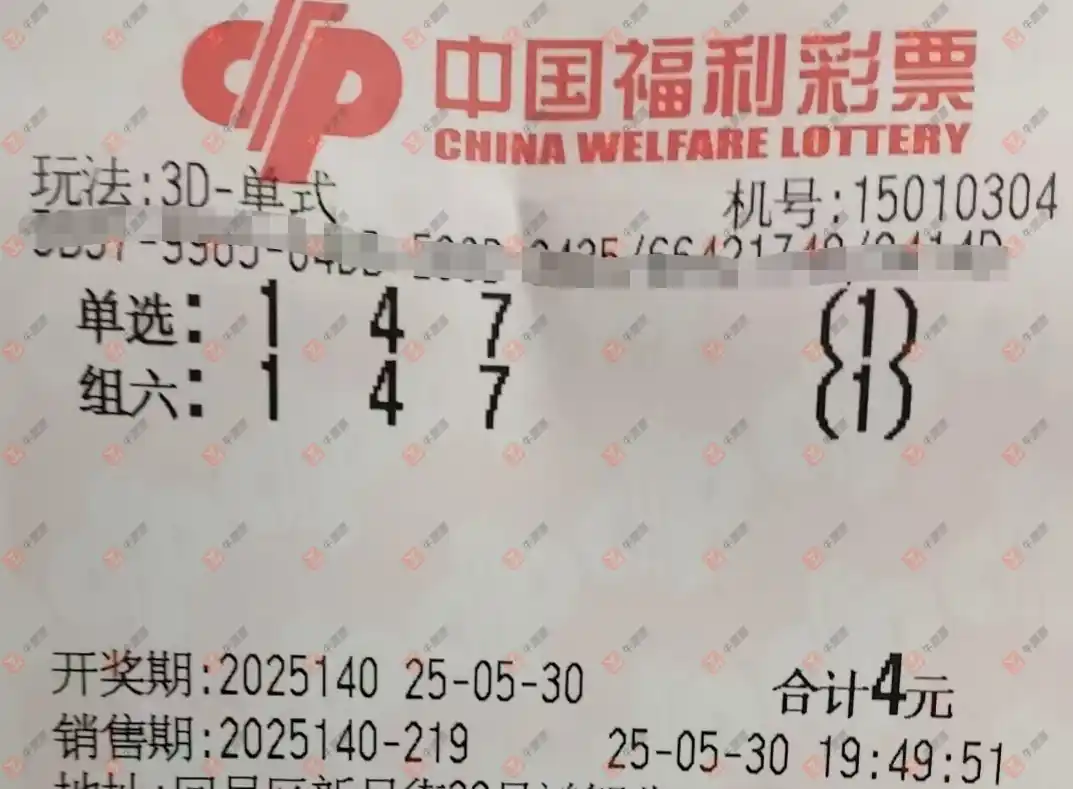 中国福利彩票
CHINA WELFARE LOTTERY
玩法:3D-单式 机号:15010304
单选: 1 4 7 (1)
组六: 1 4 7 (1)
开奖期:2025140 25-05-30 合计4元
销售期:2025140-219 25-05-30 19:49:51